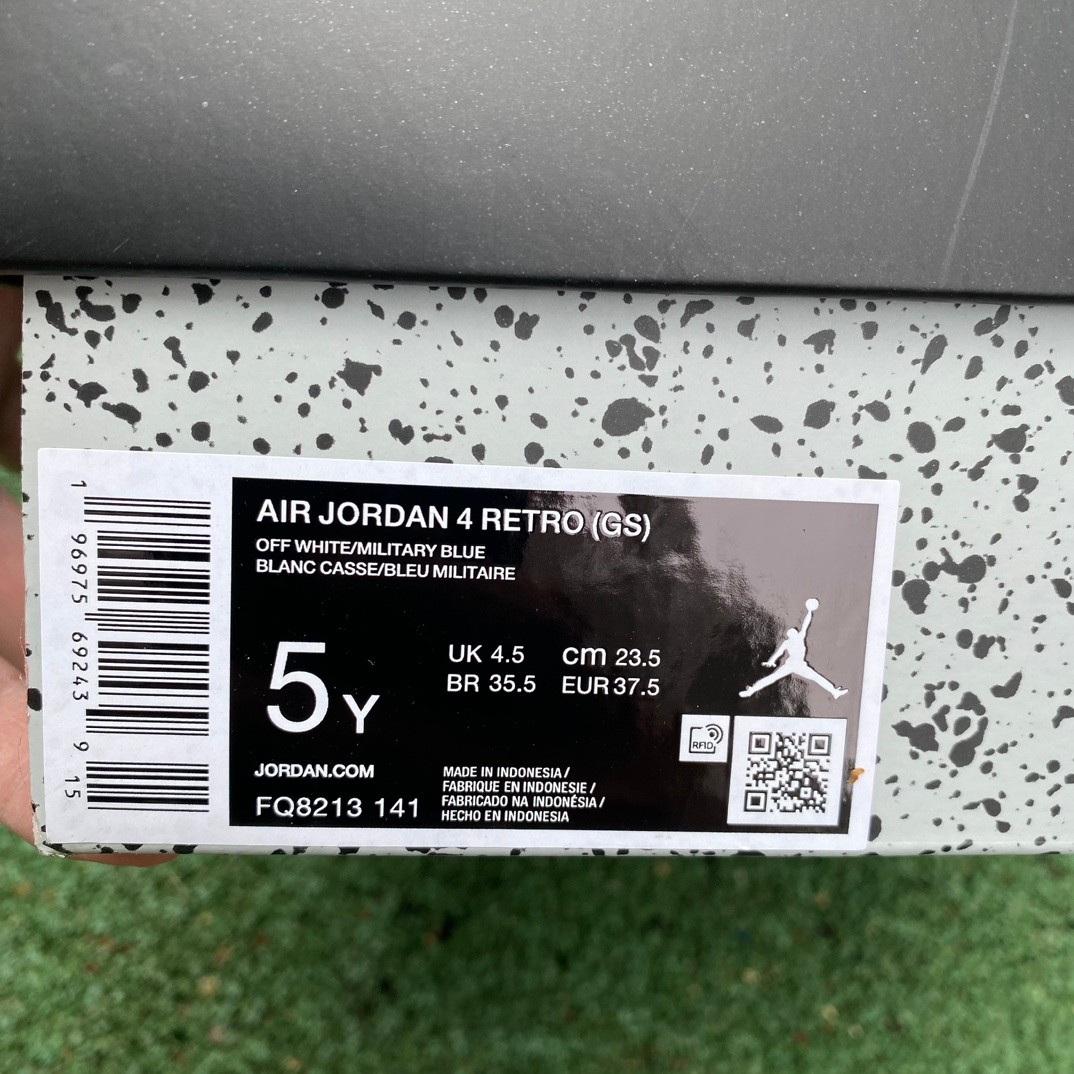 AIR JORDAN 4 RETRO (GS)
OFF WHITE/MILITARY BLUE
BLANC CASSE/BLEU MILITAIRE
5Y
UK 4.5 cm 23.5
BR 35.5 EUR 37.5
RFID
JORDAN.COM
FQ8213 141
MADE IN INDONESIA /
FABRIQUE EN INDONESIE /
FABRICADO NA INDONÉSIA /
HECHO EN INDONESIA
1 96975 69243 9 15